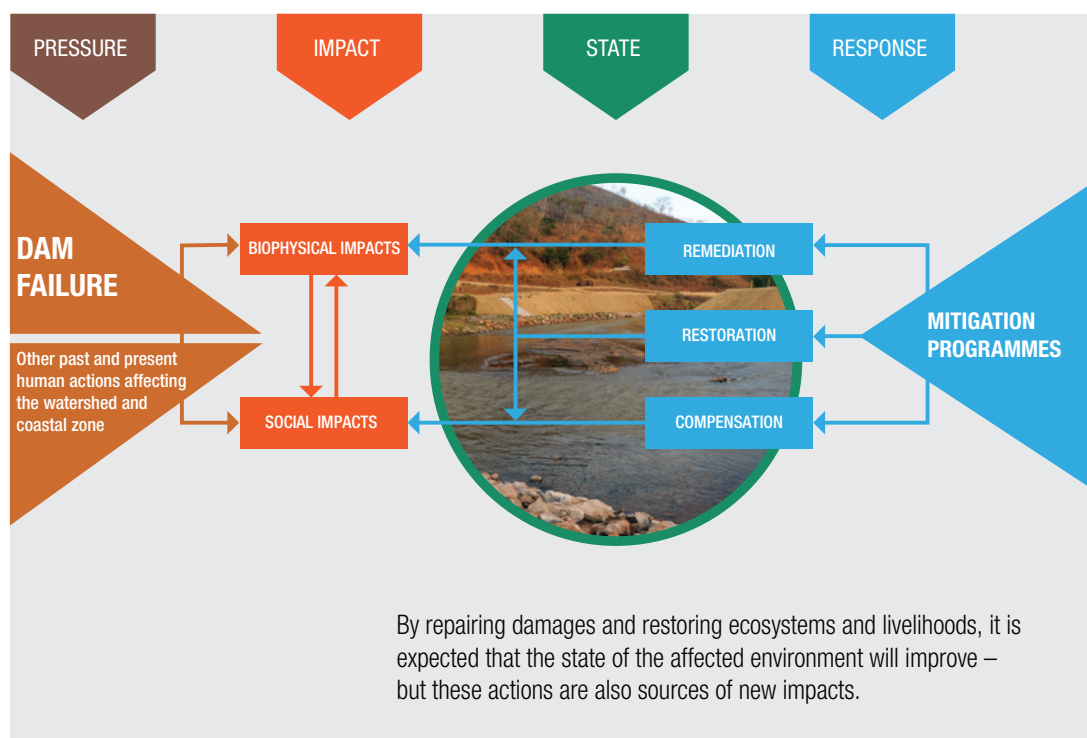 PRESSURE
IMPACT
STATE
RESPONSE
DAM
FAILURE
Other past and present
human actions affecting
the watershed and
coastal zone
BIOPHYSICAL IMPACTS
SOCIAL IMPACTS
REMEDIATION
RESTORATION
COMPENSATION
MITIGATION
PROGRAMMES
By repairing damages and restoring ecosystems and livelihoods, it is
expected that the state of the affected environment will improve –
but these actions are also sources of new impacts.